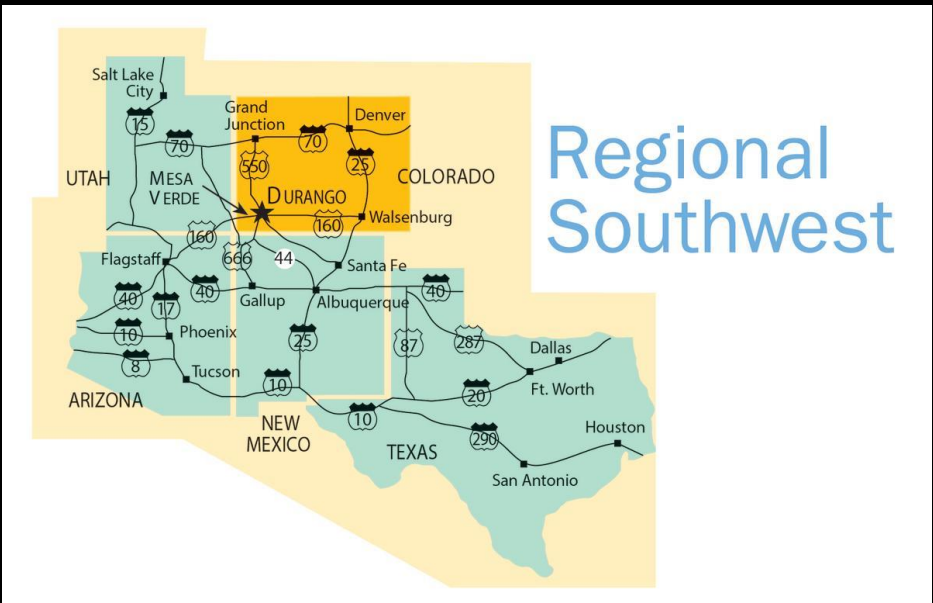 Salt Lake
City
15
70
Grand
Junction
70
Denver
550
25
UTAH
MESA
VERDE
DURANGO
COLORADO
160
Walsenburg
160
666
44
Flagstaff
Santa Fe
40
40
Gallup
Albuquerque
40
17
10
Phoenix
25
87
287
8
Tucson
10
Dallas
20
Ft. Worth
ARIZONA
NEW
MEXICO
10
TEXAS
290
Houston
San Antonio
Regional
Southwest